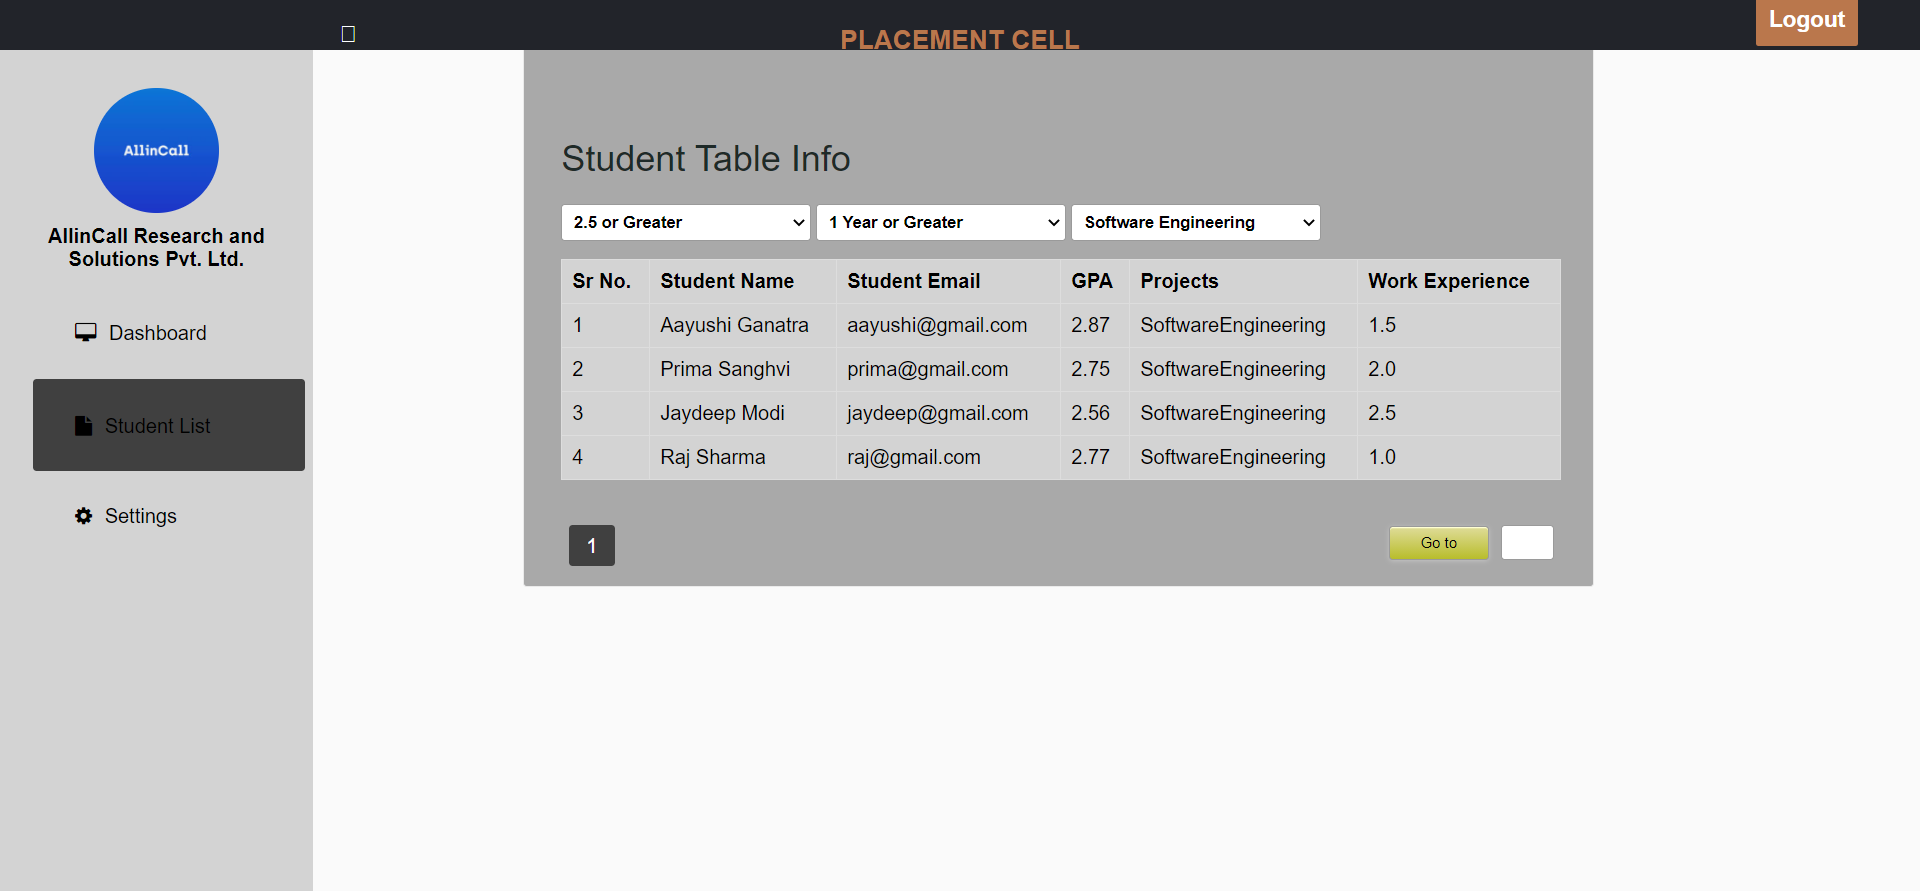 PLACEMENT CELL
Logout
AllinCall
AllinCall Research and
Solutions Pvt. Ltd.
Dashboard
Student List
Settings
Student Table Info
2.5 or Greater 1 Year or Greater Software Engineering
Sr No. Student Name Student Email GPA Projects Work Experience
1 Aayushi Ganatra aayushi@gmail.com 2.87 SoftwareEngineering 1.5
2 Prima Sanghvi prima@gmail.com 2.75 SoftwareEngineering 2.0
3 Jaydeep Modi jaydeep@gmail.com 2.56 SoftwareEngineering 2.5
4 Raj Sharma raj@gmail.com 2.77 SoftwareEngineering 1.0
1 Go to